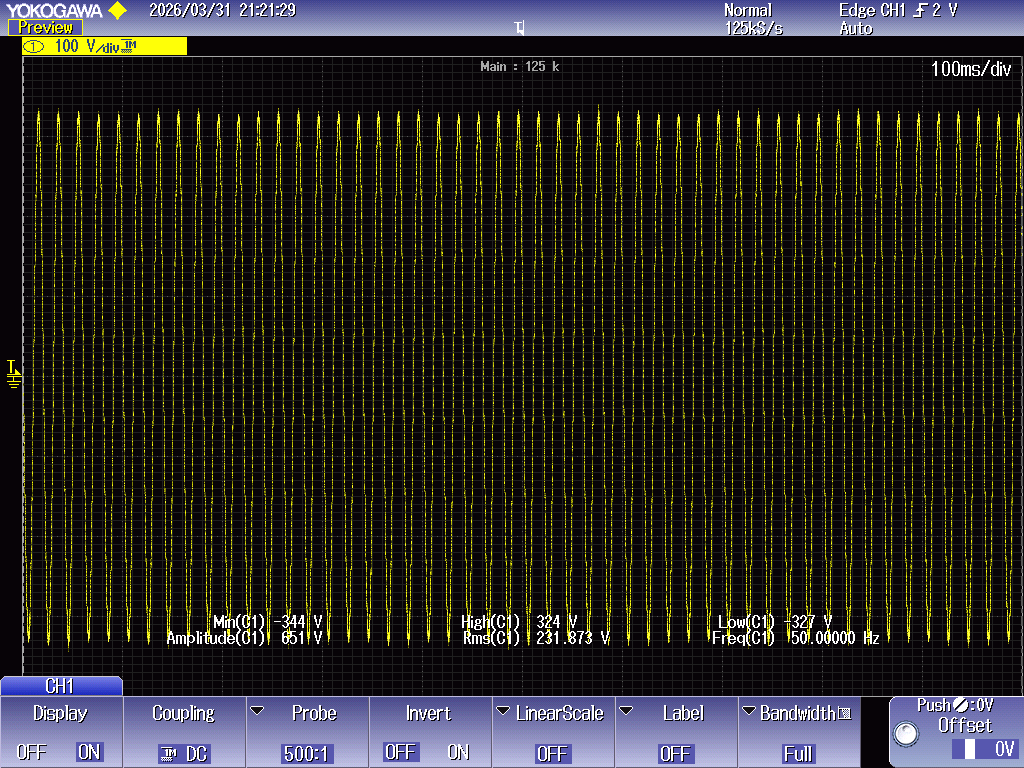 YOKOGAWA 2026/03/31 21:21:29 Normal Edge CH1 2 V
Preview 125kS/s Auto
1 100 V/div
Main : 125 k 100ms/div
T
Min(C1) -344 V High(C1) 324 V Low(C1) -327 V
Amplitude(C1) 651 V Rms(C1) 231.873 V Freq(C1) 50.00000 Hz
CH1
Display Coupling Probe Invert LinearScale Label Bandwidth Push:0V
Offset
OFF ON DC 500:1 OFF ON OFF OFF Full 0V